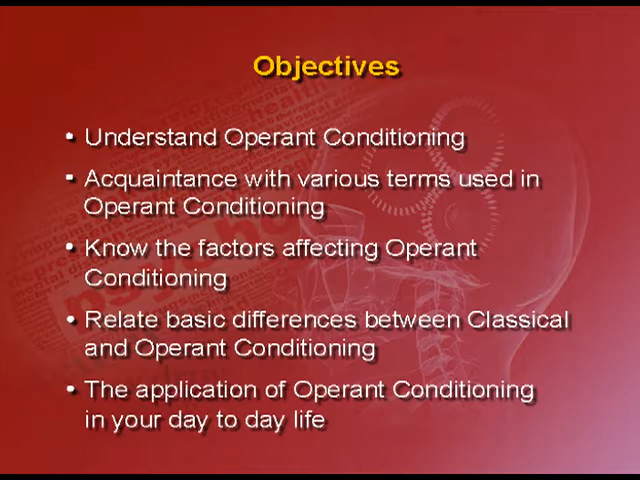 Objectives
• Understand Operant Conditioning
• Acquaintance with various terms used in
Operant Conditioning
• Know the factors affecting Operant
Conditioning
• Relate basic differences between Classical
and Operant Conditioning
• The application of Operant Conditioning
in your day to day life